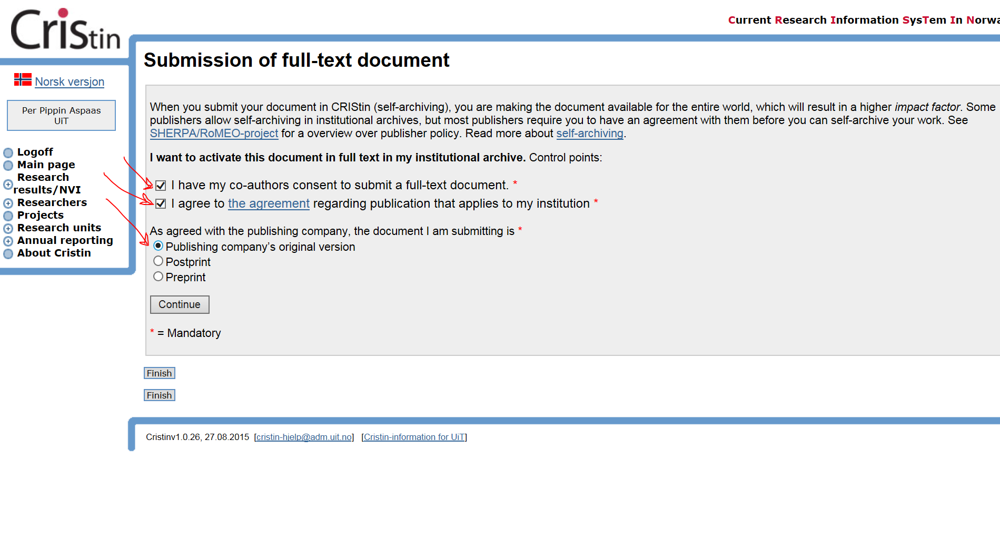 CRIStin
Current Research Information SysTem In Norwa
Submission of full-text document
Norsk versjon
Per Pippin Aspaas
UiT
Logoff
Main page
Research
results/NVI
Researchers
Projects
Research units
Annual reporting
About Cristin
When you submit your document in CRIStin (self-archiving), you are making the document available for the entire world, which will result in a higher impact factor. Some
publishers allow self-archiving in institutional archives, but most publishers require you to have an agreement with them before you can self-archive your work. See
SHERPA/RoMEO-project for a overview over publisher policy. Read more about self-archiving.
I want to activate this document in full text in my institutional archive. Control points:
I have my co-authors consent to submit a full-text document. *
I agree to the agreement regarding publication that applies to my institution *
As agreed with the publishing company, the document I am submitting is *
Publishing company’s original version
Postprint
Preprint
Continue
* = Mandatory
Finish
Finish
Cristinv1.0.26, 27.08.2015 [cristin-hjelp@adm.uit.no] [Cristin-information for UiT]